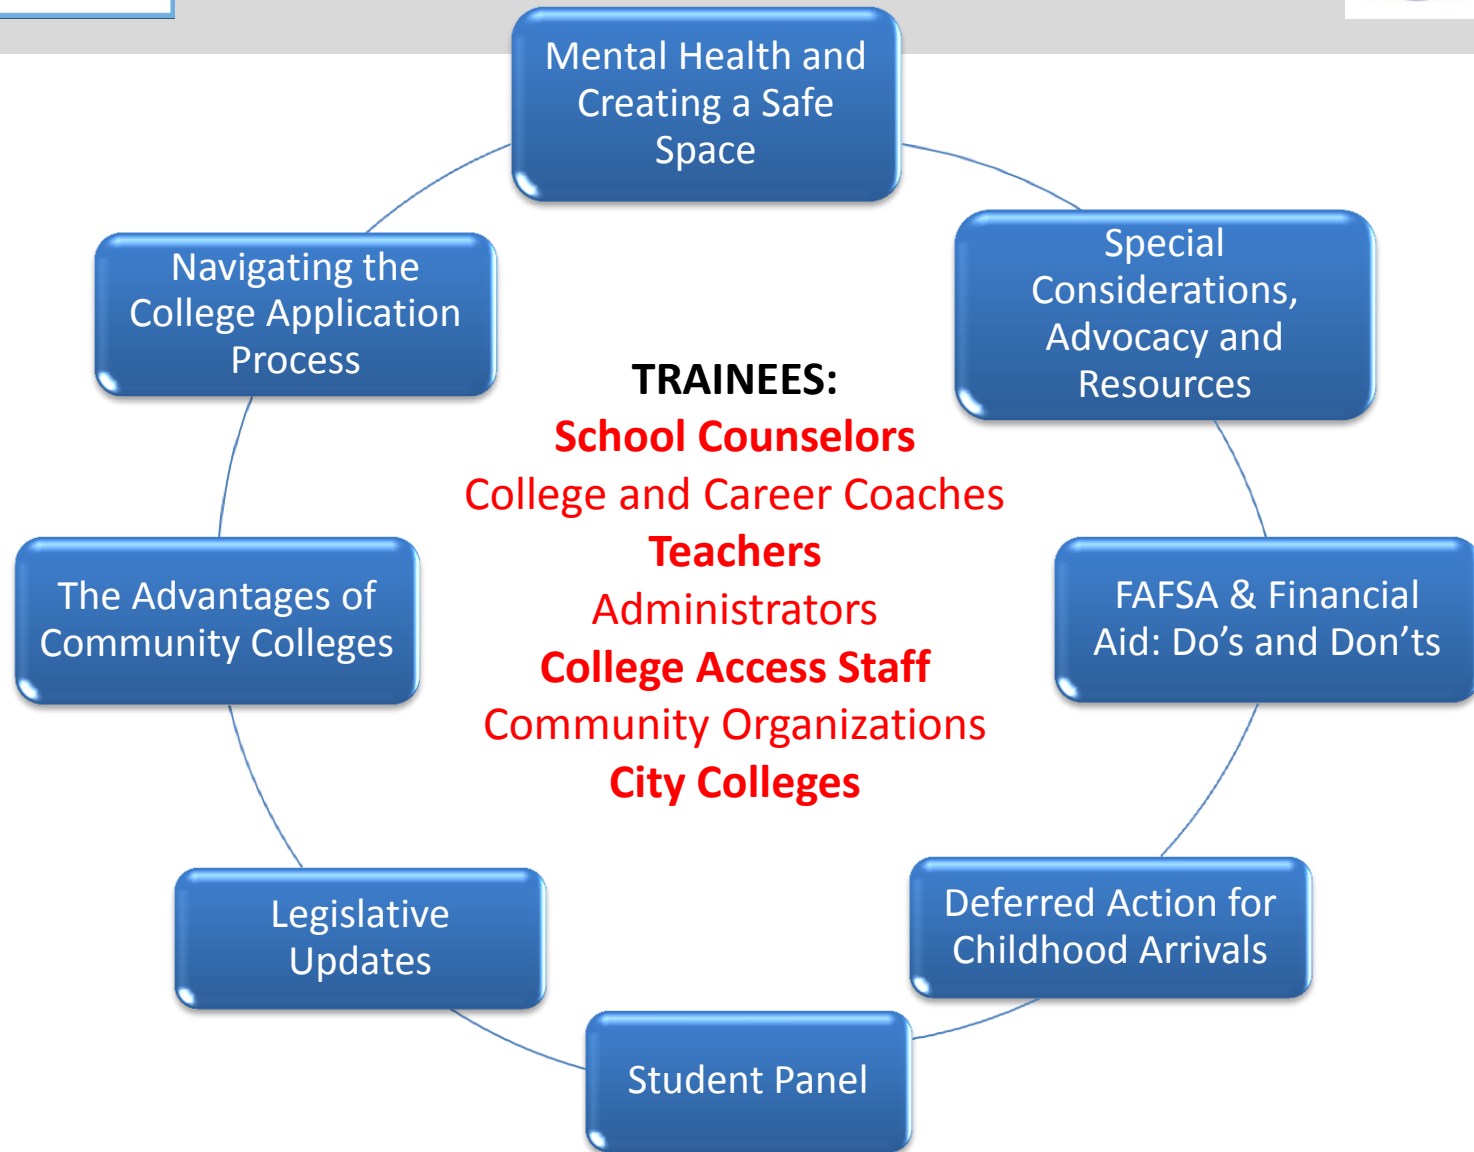 Mental Health and
Creating a Safe
Space
Special
Considerations,
Advocacy and
Resources
FAFSA & Financial
Aid: Do’s and Don’ts
Deferred Action for
Childhood Arrivals
Student Panel
Legislative
Updates
The Advantages of
Community Colleges
Navigating the
College Application
Process
TRAINEES:
School Counselors
College and Career Coaches
Teachers
Administrators
College Access Staff
Community Organizations
City Colleges